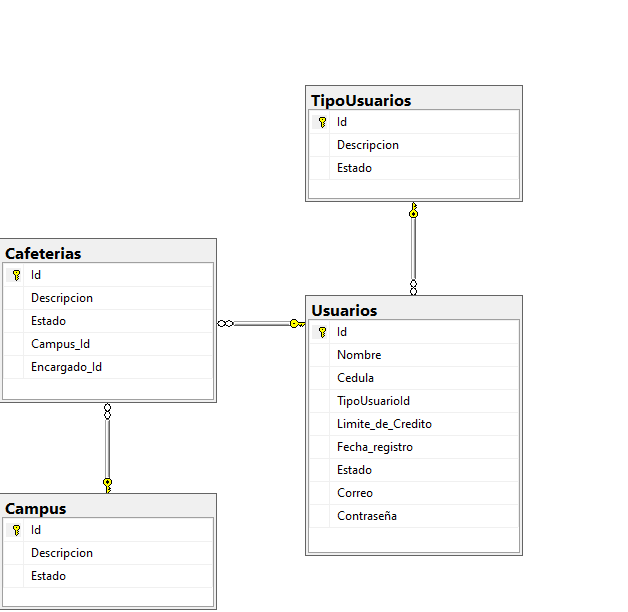 TipoUsuarios
Id
Descripcion
Estado
Cafeterias
Id
Descripcion
Estado
Campus_Id
Encargado_Id
Usuarios
Id
Nombre
Cedula
TipoUsuarioId
Limite_de_Credito
Fecha_registro
Estado
Correo
Contraseña
Campus
Id
Descripcion
Estado